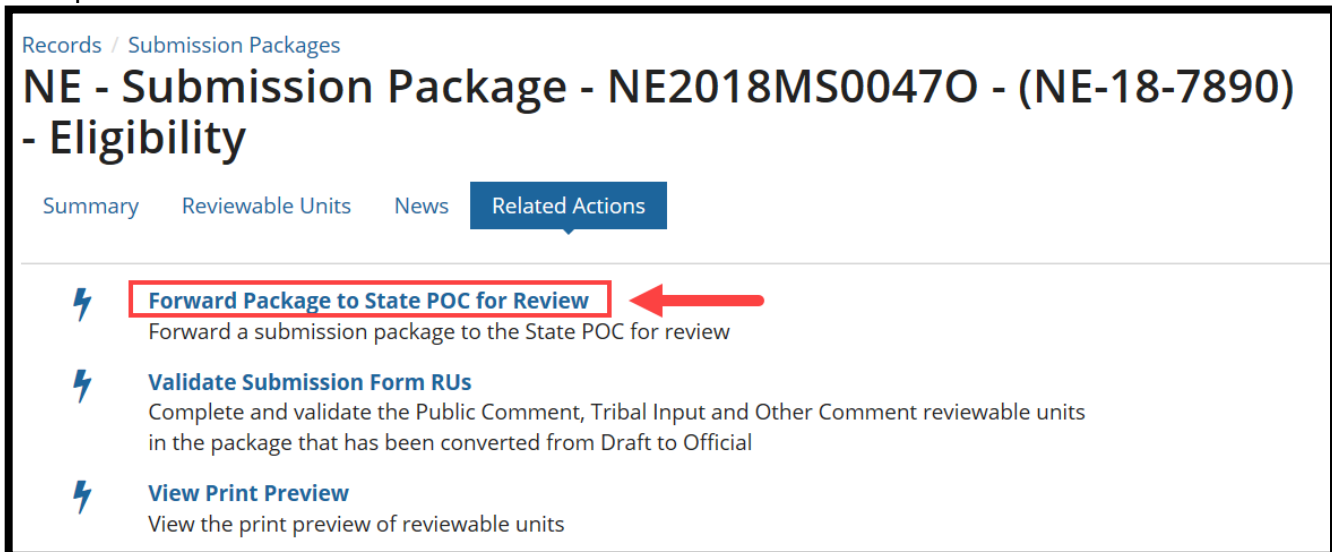 Records / Submission Packages
NE - Submission Package - NE2018MS0047O - (NE-18-7890)
- Eligibility
Summary Reviewable Units News Related Actions
Forward Package to State POC for Review
Forward a submission package to the State POC for review
Validate Submission Form RUs
Complete and validate the Public Comment, Tribal Input and Other Comment reviewable units
in the package that has been converted from Draft to Official
View Print Preview
View the print preview of reviewable units